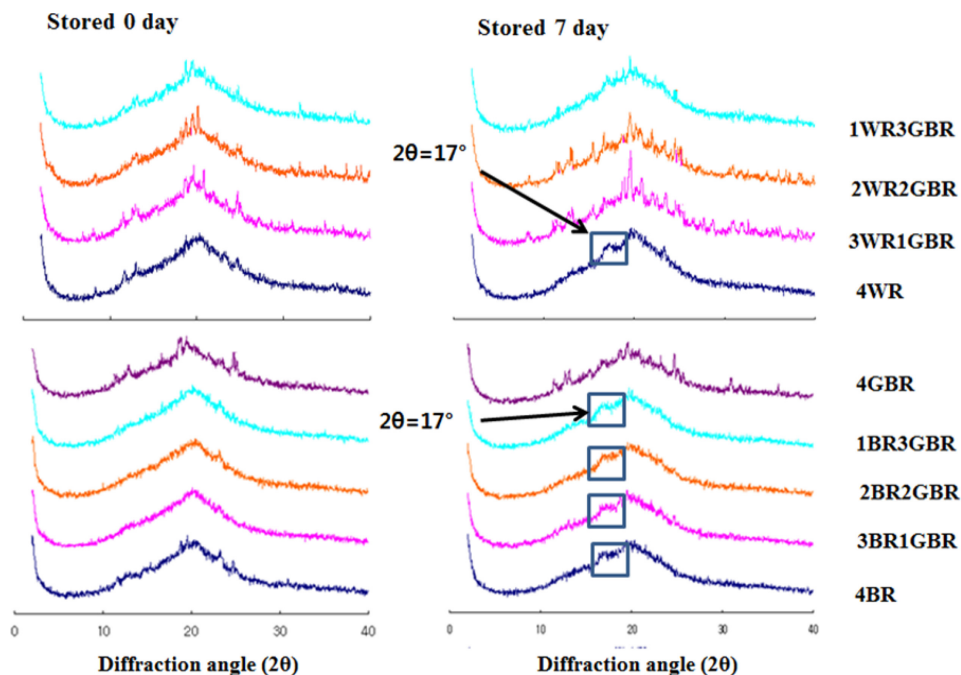 Stored 0 day
Stored 7 day
1WR3GBR
2θ=17°
2WR2GBR
3WR1GBR
4WR
4GBR
2θ=17°
1BR3GBR
2BR2GBR
3BR1GBR
4BR
0 10 20 30 40
0 10 20 30 40
Diffraction angle (2θ)
Diffraction angle (2θ)